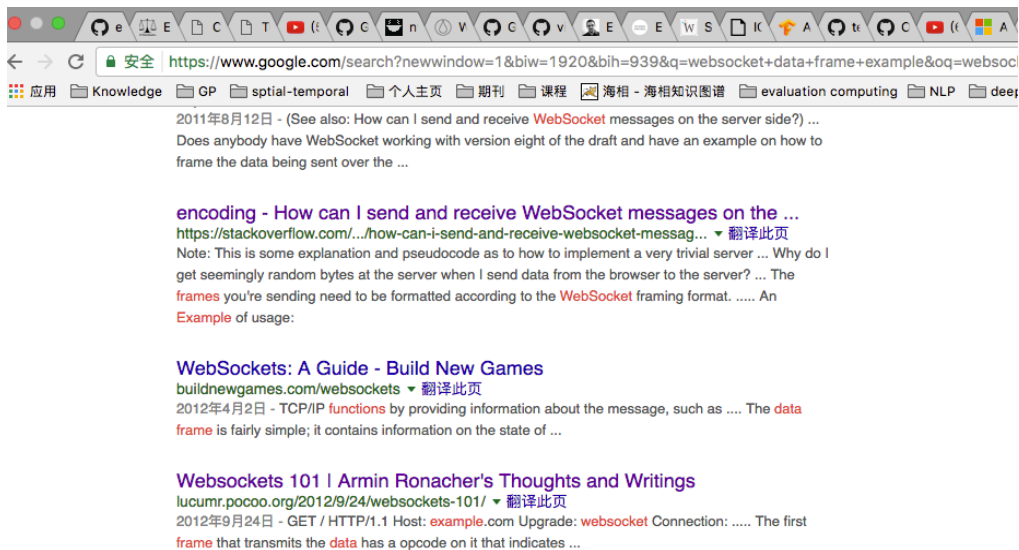 e E C T (8 G n W G v E E W S IC A te C (( A
安全 https://www.google.com/search?newwindow=1&biw=1920&bih=939&q=websocket+data+frame+example&oq=websoc
应用 Knowledge GP sptial-temporal 个人主页 期刊 课程 海相 - 海相知识图谱 evaluation computing NLP deep
2011年8月12日 - (See also: How can I send and receive WebSocket messages on the server side?) ...
Does anybody have WebSocket working with version eight of the draft and have an example on how to
frame the data being sent over the ...
encoding - How can I send and receive WebSocket messages on the ...
https://stackoverflow.com/.../how-can-i-send-and-receive-websocket-messag... 翻译此页
Note: This is some explanation and pseudocode as to how to implement a very trivial server ... Why do I
get seemingly random bytes at the server when I send data from the browser to the server? ... The
frames you're sending need to be formatted according to the WebSocket framing format. ..... An
Example of usage:
WebSockets: A Guide - Build New Games
buildnewgames.com/websockets 翻译此页
2012年4月2日 - TCP/IP functions by providing information about the message, such as .... The data
frame is fairly simple; it contains information on the state of ...
Websockets 101 | Armin Ronacher's Thoughts and Writings
lucumr.pocoo.org/2012/9/24/websockets-101/ 翻译此页
2012年9月24日 - GET / HTTP/1.1 Host: example.com Upgrade: websocket Connection: ..... The first
frame that transmits the data has a opcode on it that indicates ...